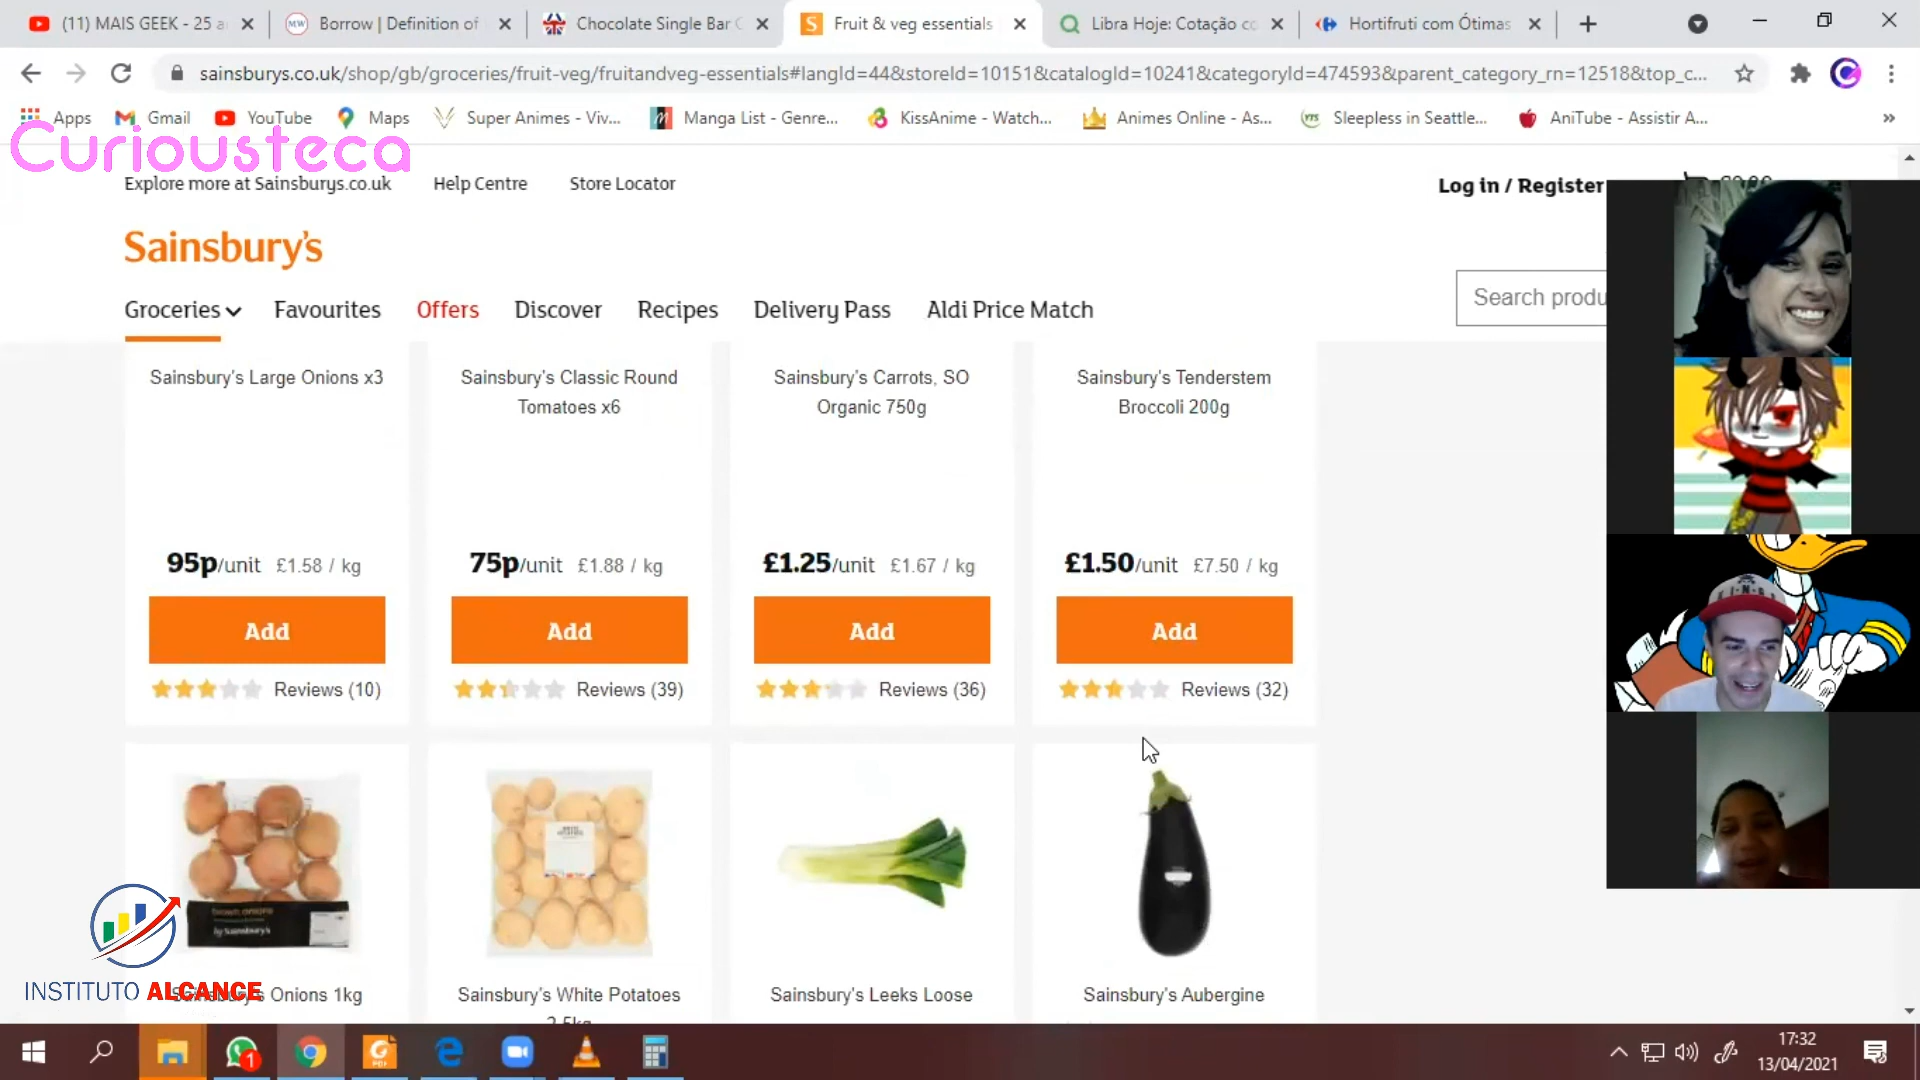 (11) MAIS GEEK - 25 a
Borrow | Definition of
Chocolate Single Bar
Fruit & veg essentials
Libra Hoje: Cotação co
Hortifruti com Ótimas
sainsburys.co.uk/shop/gb/groceries/fruit-veg/fruitandveg-essentials#langId=44&storeId=10151&catalogId=10241&categoryId=474593&parent_category_rn=12518&top_c...
Apps
Gmail
YouTube
Maps
Super Animes - Viv...
Manga List - Genre...
KissAnime - Watch...
Animes Online - As...
Sleepless in Seattle...
AniTube - Assistir A...
Curiousteca
Explore more at Sainsburys.co.uk
Help Centre
Store Locator
Log in / Register
Sainsbury's
Groceries
Favourites
Offers
Discover
Recipes
Delivery Pass
Aldi Price Match
Search produ
Sainsbury's Large Onions x3
Sainsbury's Classic Round
Tomatoes x6
Sainsbury's Carrots, SO
Organic 750g
Sainsbury's Tenderstem
Broccoli 200g
95p/unit £1.58 / kg
75p/unit £1.88 / kg
£1.25/unit £1.67 / kg
£1.50/unit £7.50 / kg
Add
Add
Add
Add
Reviews (10)
Reviews (39)
Reviews (36)
Reviews (32)
INSTITUTO ALCANCE
Onions 1kg
Sainsbury's White Potatoes
2.5kg
Sainsbury's Leeks Loose
Sainsbury's Aubergine
17:32
13/04/2021